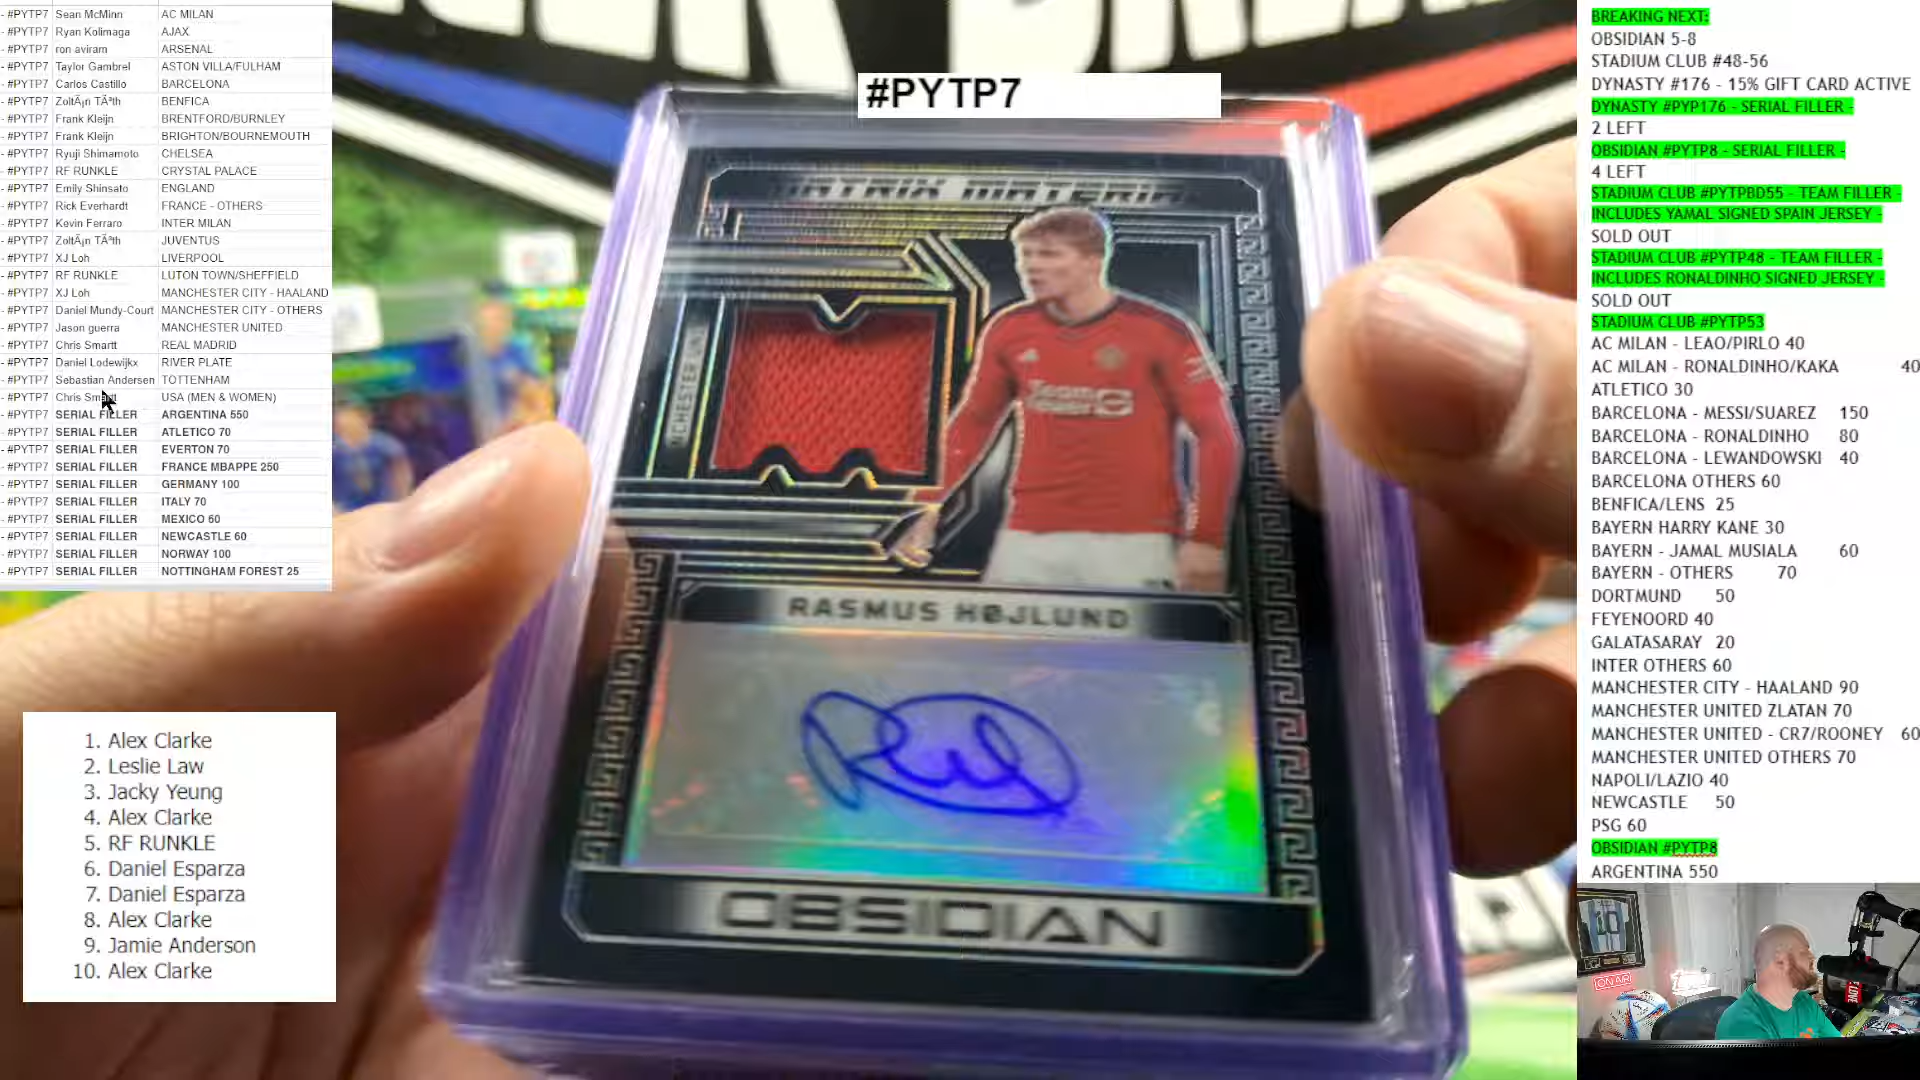 - #PYTP7 Sean McMinn AC MILAN
- #PYTP7 Ryan Kolimaga AJAX
- #PYTP7 ron aviram ARSENAL
- #PYTP7 Taylor Gambrel ASTON VILLA/FULHAM
- #PYTP7 Carlos Castillo BARCELONA
- #PYTP7 ZoltÃ¡n TÃ³th BENFICA
- #PYTP7 Frank Kleijn BRENTFORD/BURNLEY
- #PYTP7 Frank Kleijn BRIGHTON/BOURNEMOUTH
- #PYTP7 Ryuji Shimamoto CHELSEA
- #PYTP7 RF RUNKLE CRYSTAL PALACE
- #PYTP7 Emily Shinsato ENGLAND
- #PYTP7 Rick Everhardt FRANCE - OTHERS
- #PYTP7 Kevin Ferraro INTER MILAN
- #PYTP7 ZoltÃ¡n TÃ³th JUVENTUS
- #PYTP7 XJ Loh LIVERPOOL
- #PYTP7 RF RUNKLE LUTON TOWN/SHEFFIELD
- #PYTP7 XJ Loh MANCHESTER CITY - HAALAND
- #PYTP7 Daniel Mundy-Court MANCHESTER CITY - OTHERS
- #PYTP7 Jason guerra MANCHESTER UNITED
- #PYTP7 Chris Smartt REAL MADRID
- #PYTP7 Daniel Lodewijkx RIVER PLATE
- #PYTP7 Sebastian Andersen TOTTENHAM
- #PYTP7 Chris Smartt USA (MEN & WOMEN)
- #PYTP7 SERIAL FILLER ARGENTINA 550
- #PYTP7 SERIAL FILLER ATLETICO 70
- #PYTP7 SERIAL FILLER EVERTON 70
- #PYTP7 SERIAL FILLER FRANCE MBAPPE 250
- #PYTP7 SERIAL FILLER GERMANY 100
- #PYTP7 SERIAL FILLER ITALY 70
- #PYTP7 SERIAL FILLER MEXICO 60
- #PYTP7 SERIAL FILLER NEWCASTLE 60
- #PYTP7 SERIAL FILLER NORWAY 100
- #PYTP7 SERIAL FILLER NOTTINGHAM FOREST 25
1. Alex Clarke
2. Leslie Law
3. Jacky Yeung
4. Alex Clarke
5. RF RUNKLE
6. Daniel Esparza
7. Daniel Esparza
8. Alex Clarke
9. Jamie Anderson
10. Alex Clarke
#PYTP7
MATRIX MATERIAL
CHESTER UNI
TeamViewer
RASMUS HØJLUND
OBSIDIAN
BREAKING NEXT:
OBSIDIAN 5-8
STADIUM CLUB #48-56
DYNASTY #176 - 15% GIFT CARD ACTIVE
DYNASTY #PYP176 - SERIAL FILLER -
2 LEFT
OBSIDIAN #PYTP8 - SERIAL FILLER -
4 LEFT
STADIUM CLUB #PYTPBD55 - TEAM FILLER -
INCLUDES YAMAL SIGNED SPAIN JERSEY -
SOLD OUT
STADIUM CLUB #PYTP48 - TEAM FILLER -
INCLUDES RONALDINHO SIGNED JERSEY -
SOLD OUT
STADIUM CLUB #PYTP53
AC MILAN - LEAO/PIRLO 40
AC MILAN - RONALDINHO/KAKA 40
ATLETICO 30
BARCELONA - MESSI/SUAREZ 150
BARCELONA - RONALDINHO 80
BARCELONA - LEWANDOWSKI 40
BARCELONA OTHERS 60
BENFICA/LENS 25
BAYERN HARRY KANE 30
BAYERN - JAMAL MUSIALA 60
BAYERN - OTHERS 70
DORTMUND 50
FEYENOORD 40
GALATASARAY 20
INTER OTHERS 60
MANCHESTER CITY - HAALAND 90
MANCHESTER UNITED ZLATAN 70
MANCHESTER UNITED - CR7/ROONEY 60
MANCHESTER UNITED OTHERS 70
NAPOLI/LAZIO 40
NEWCASTLE 50
PSG 60
OBSIDIAN #PYTP8
ARGENTINA 550
10
ON AIR